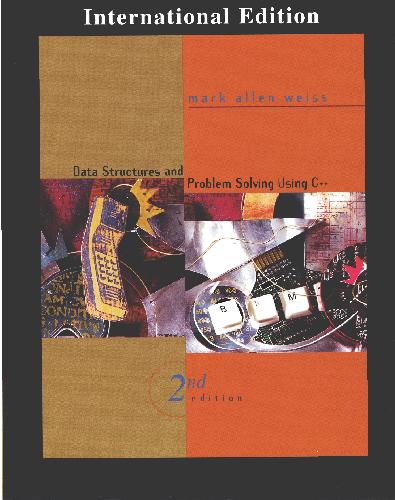 International Edition
mark allen weiss
Data Structures and
Problem Solving Using C++
B
M
2nd
edition